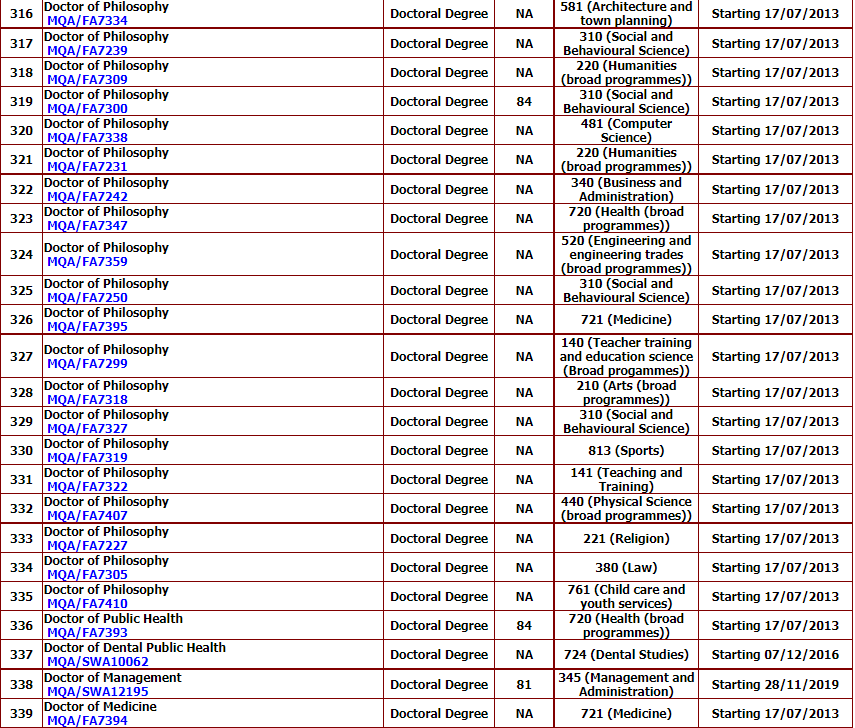 316 Doctor of Philosophy MQA/FA7334 Doctoral Degree NA 581 (Architecture and town planning) Starting 17/07/2013
317 Doctor of Philosophy MQA/FA7239 Doctoral Degree NA 310 (Social and Behavioural Science) Starting 17/07/2013
318 Doctor of Philosophy MQA/FA7309 Doctoral Degree NA 220 (Humanities (broad programmes)) Starting 17/07/2013
319 Doctor of Philosophy MQA/FA7300 Doctoral Degree 84 310 (Social and Behavioural Science) Starting 17/07/2013
320 Doctor of Philosophy MQA/FA7338 Doctoral Degree NA 481 (Computer Science) Starting 17/07/2013
321 Doctor of Philosophy MQA/FA7231 Doctoral Degree NA 220 (Humanities (broad programmes)) Starting 17/07/2013
322 Doctor of Philosophy MQA/FA7242 Doctoral Degree NA 340 (Business and Administration) Starting 17/07/2013
323 Doctor of Philosophy MQA/FA7347 Doctoral Degree NA 720 (Health (broad programmes)) Starting 17/07/2013
324 Doctor of Philosophy MQA/FA7359 Doctoral Degree NA 520 (Engineering and engineering trades (broad programmes)) Starting 17/07/2013
325 Doctor of Philosophy MQA/FA7250 Doctoral Degree NA 310 (Social and Behavioural Science) Starting 17/07/2013
326 Doctor of Philosophy MQA/FA7395 Doctoral Degree NA 721 (Medicine) Starting 17/07/2013
327 Doctor of Philosophy MQA/FA7299 Doctoral Degree NA 140 (Teacher training and education science (Broad progammes)) Starting 17/07/2013
328 Doctor of Philosophy MQA/FA7318 Doctoral Degree NA 210 (Arts (broad programmes)) Starting 17/07/2013
329 Doctor of Philosophy MQA/FA7327 Doctoral Degree NA 310 (Social and Behavioural Science) Starting 17/07/2013
330 Doctor of Philosophy MQA/FA7319 Doctoral Degree NA 813 (Sports) Starting 17/07/2013
331 Doctor of Philosophy MQA/FA7322 Doctoral Degree NA 141 (Teaching and Training) Starting 17/07/2013
332 Doctor of Philosophy MQA/FA7407 Doctoral Degree NA 440 (Physical Science (broad programmes)) Starting 17/07/2013
333 Doctor of Philosophy MQA/FA7227 Doctoral Degree NA 221 (Religion) Starting 17/07/2013
334 Doctor of Philosophy MQA/FA7305 Doctoral Degree NA 380 (Law) Starting 17/07/2013
335 Doctor of Philosophy MQA/FA7410 Doctoral Degree NA 761 (Child care and youth services) Starting 17/07/2013
336 Doctor of Public Health MQA/FA7393 Doctoral Degree 84 720 (Health (broad programmes)) Starting 17/07/2013
337 Doctor of Dental Public Health MQA/SWA10062 Doctoral Degree NA 724 (Dental Studies) Starting 07/12/2016
338 Doctor of Management MQA/SWA12195 Doctoral Degree 81 345 (Management and Administration) Starting 28/11/2019
339 Doctor of Medicine MQA/FA7394 Doctoral Degree NA 721 (Medicine) Starting 17/07/2013